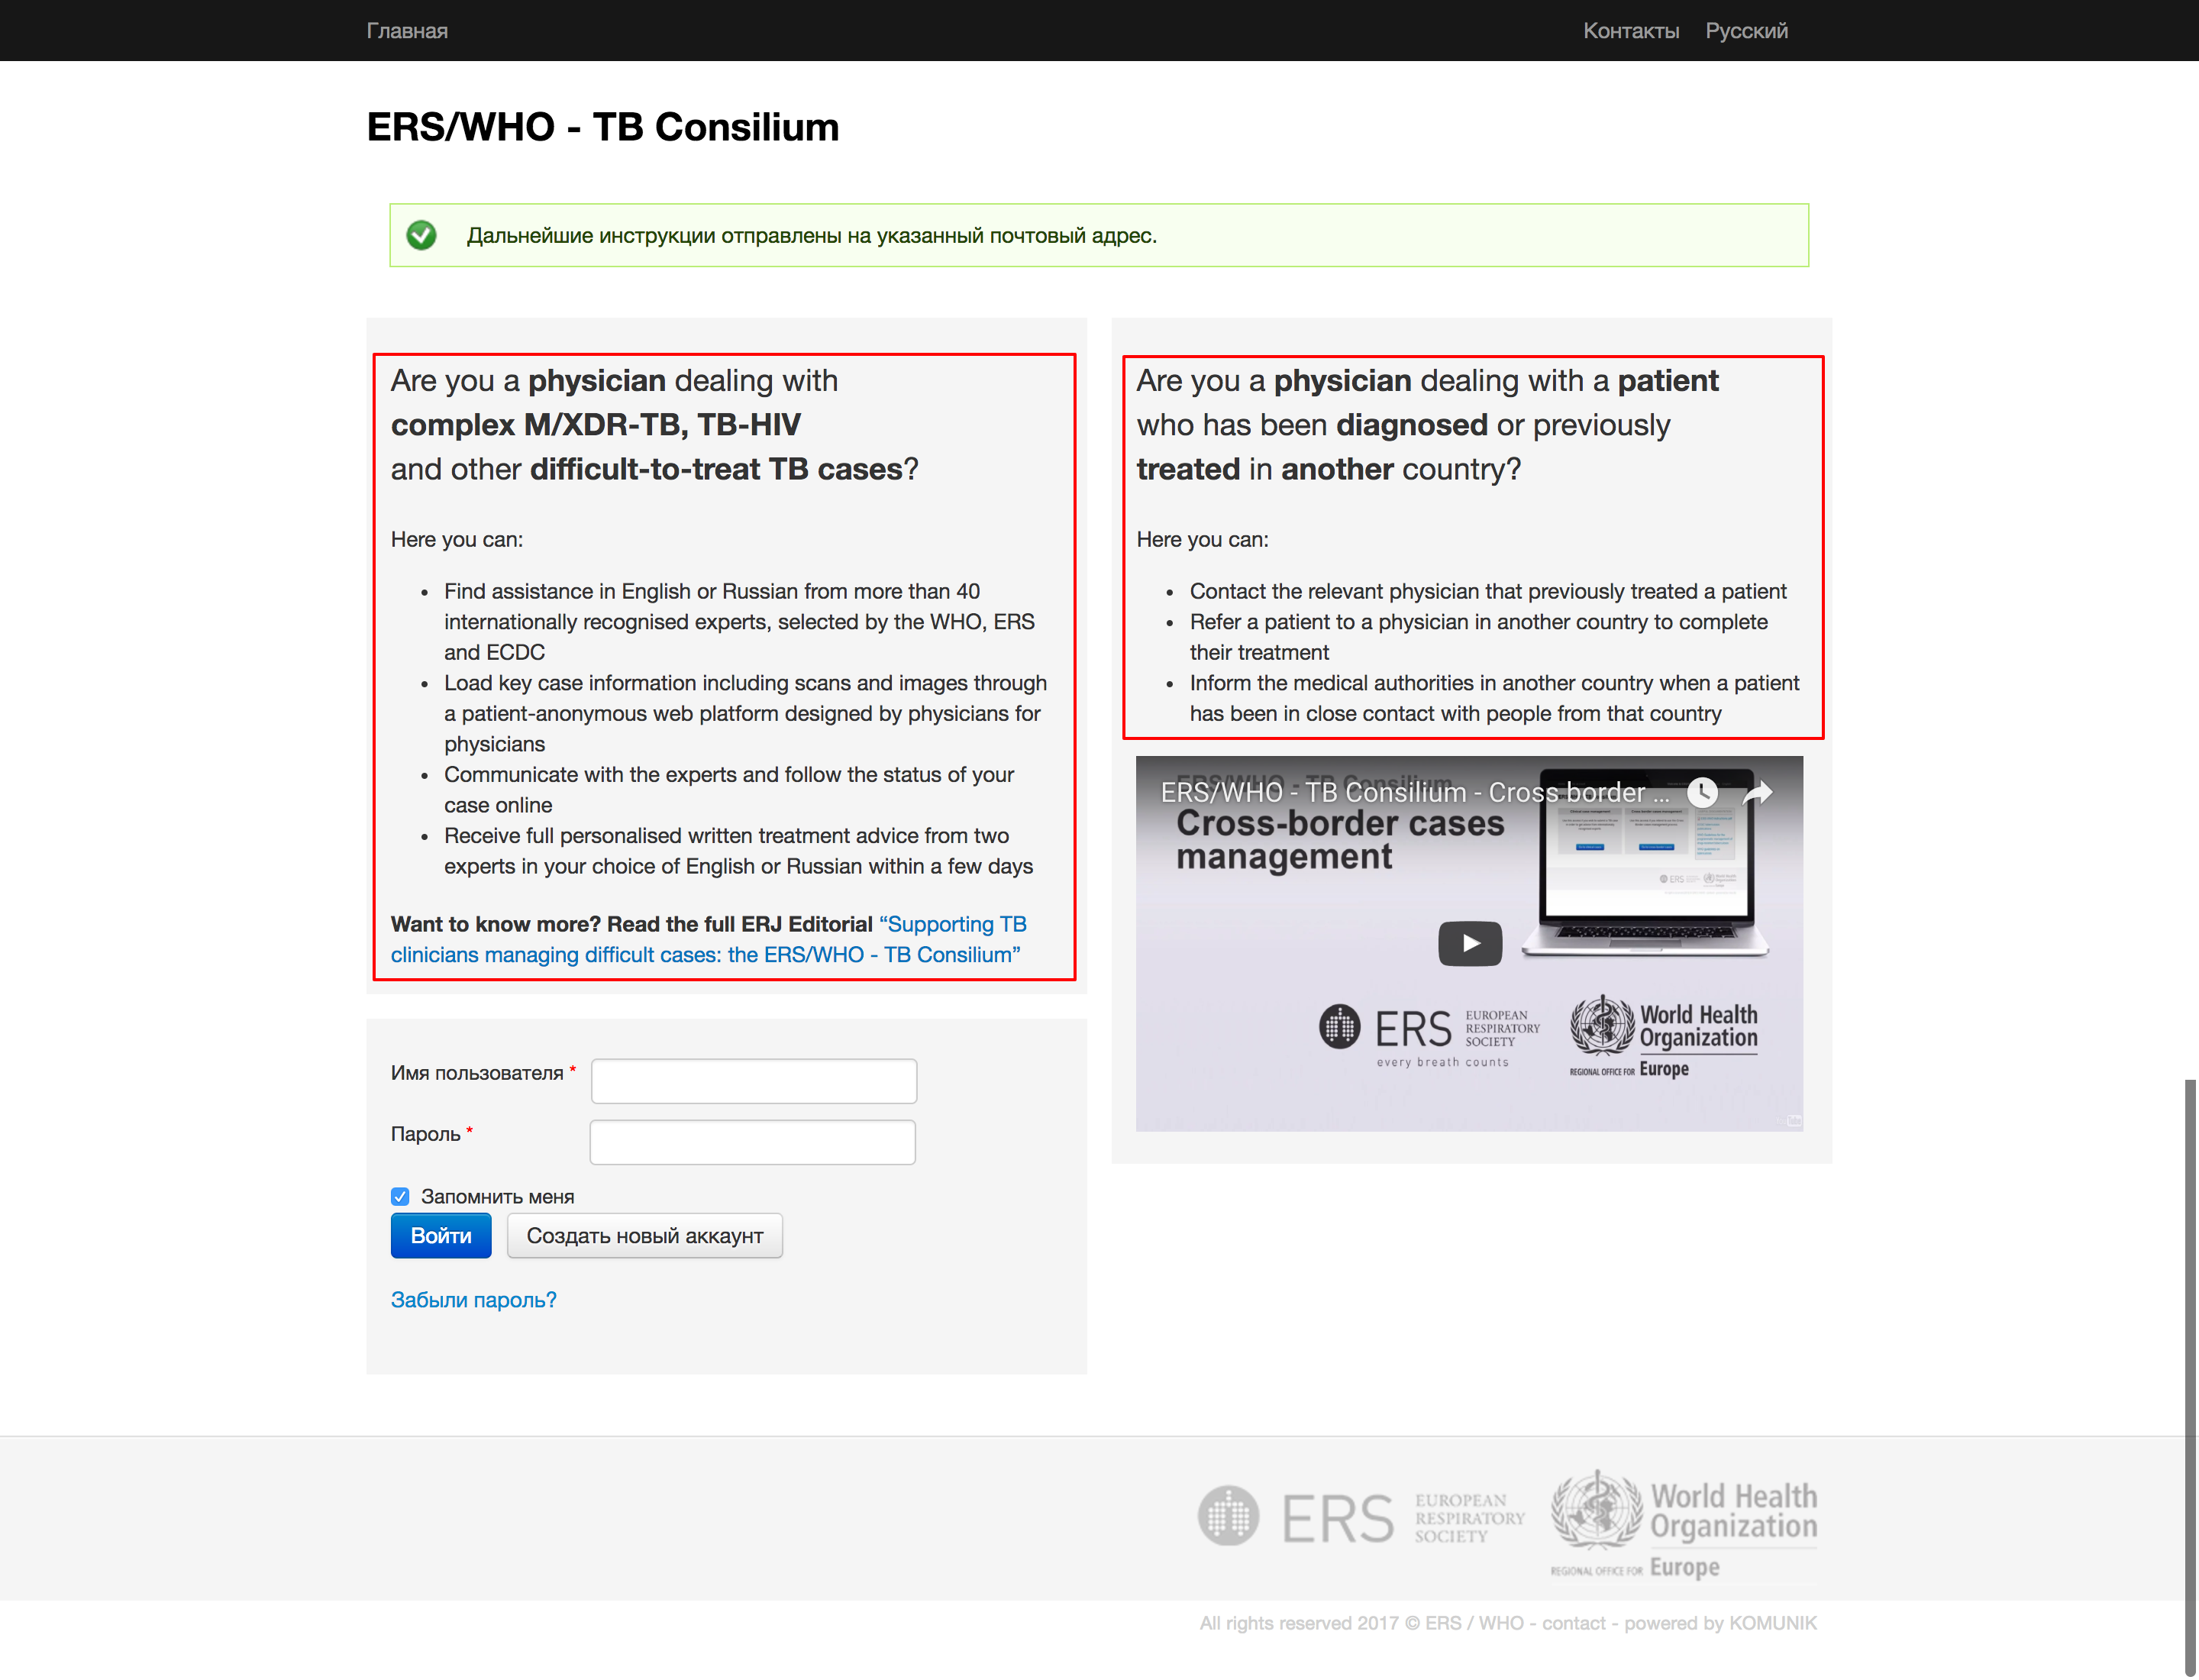 Главная
Контакты Русский
ERS/WHO - TB Consilium
Дальнейшие инструкции отправлены на указанный почтовый адрес.
Are you a physician dealing with
complex M/XDR-TB, TB-HIV
and other difficult-to-treat TB cases?
Here you can:
• Find assistance in English or Russian from more than 40
internationally recognised experts, selected by the WHO, ERS
and ECDC
• Load key case information including scans and images through
a patient-anonymous web platform designed by physicians for
physicians
• Communicate with the experts and follow the status of your
case online
• Receive full personalised written treatment advice from two
experts in your choice of English or Russian within a few days
Want to know more? Read the full ERJ Editorial “Supporting TB
clinicians managing difficult cases: the ERS/WHO - TB Consilium”
Имя пользователя *
Пароль *
Запомнить меня
Войти Создать новый аккаунт
Забыли пароль?
Are you a physician dealing with a patient
who has been diagnosed or previously
treated in another country?
Here you can:
• Contact the relevant physician that previously treated a patient
• Refer a patient to a physician in another country to complete
their treatment
• Inform the medical authorities in another country when a patient
has been in close contact with people from that country
ERS/WHO - TB Consilium
ERS/WHO - TB Consilium - Cross border ...
Cross-border cases
management
ERS EUROPEAN
RESPIRATORY
SOCIETY
every breath counts
World Health
Organization
REGIONAL OFFICE FOR Europe
ERS EUROPEAN
RESPIRATORY
SOCIETY
World Health
Organization
REGIONAL OFFICE FOR Europe
All rights reserved 2017 © ERS / WHO - contact - powered by KOMUNIK